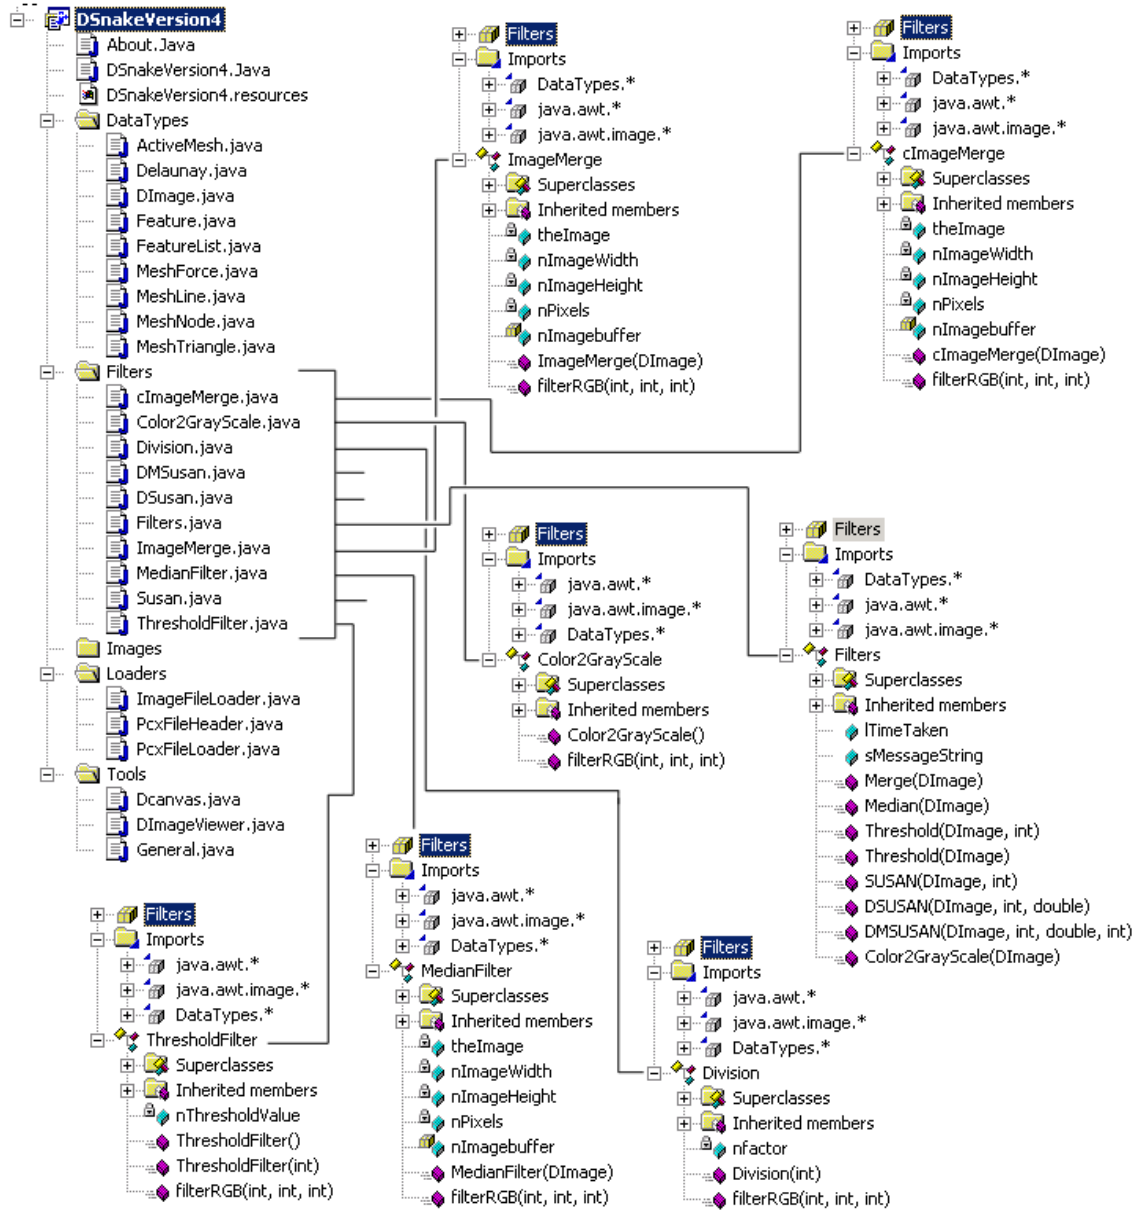 DSnakeVersion4
About.Java
DSnakeVersion4.Java
DSnakeVersion4.resources
DataTypes
ActiveMesh.java
Delaunay.java
DImage.java
Feature.java
FeatureList.java
MeshForce.java
MeshLine.java
MeshNode.java
MeshTriangle.java
Filters
cImageMerge.java
Color2GrayScale.java
Division.java
DMSusan.java
DSusan.java
Filters.java
ImageMerge.java
MedianFilter.java
Susan.java
ThresholdFilter.java
Images
Loaders
ImageFileLoader.java
PcxFileHeader.java
PcxFileLoader.java
Tools
Dcanvas.java
DImageViewer.java
General.java
Filters
Imports
DataTypes.*
java.awt.*
java.awt.image.*
ImageMerge
Superclasses
Inherited members
theImage
nImageWidth
nImageHeight
nPixels
nImagebuffer
ImageMerge(DImage)
filterRGB(int, int, int)
Filters
Imports
DataTypes.*
java.awt.*
java.awt.image.*
cImageMerge
Superclasses
Inherited members
theImage
nImageWidth
nImageHeight
nPixels
nImagebuffer
cImageMerge(DImage)
filterRGB(int, int, int)
Filters
Imports
java.awt.*
java.awt.image.*
DataTypes.*
Color2GrayScale
Superclasses
Inherited members
Color2GrayScale()
filterRGB(int, int, int)
Filters
Imports
DataTypes.*
java.awt.*
java.awt.image.*
Filters
Superclasses
Inherited members
lTimeTaken
sMessageString
Merge(DImage)
Median(DImage)
Threshold(DImage, int)
Threshold(DImage)
SUSAN(DImage, int)
DSUSAN(DImage, int, double)
DMSUSAN(DImage, int, double, int)
Color2GrayScale(DImage)
Filters
Imports
java.awt.*
java.awt.image.*
DataTypes.*
ThresholdFilter
Superclasses
Inherited members
nThresholdValue
ThresholdFilter()
ThresholdFilter(int)
filterRGB(int, int, int)
Filters
Imports
java.awt.*
java.awt.image.*
DataTypes.*
MedianFilter
Superclasses
Inherited members
theImage
nImageWidth
nImageHeight
nPixels
nImagebuffer
MedianFilter(DImage)
filterRGB(int, int, int)
Filters
Imports
java.awt.*
java.awt.image.*
DataTypes.*
Division
Superclasses
Inherited members
nfactor
Division(int)
filterRGB(int, int, int)